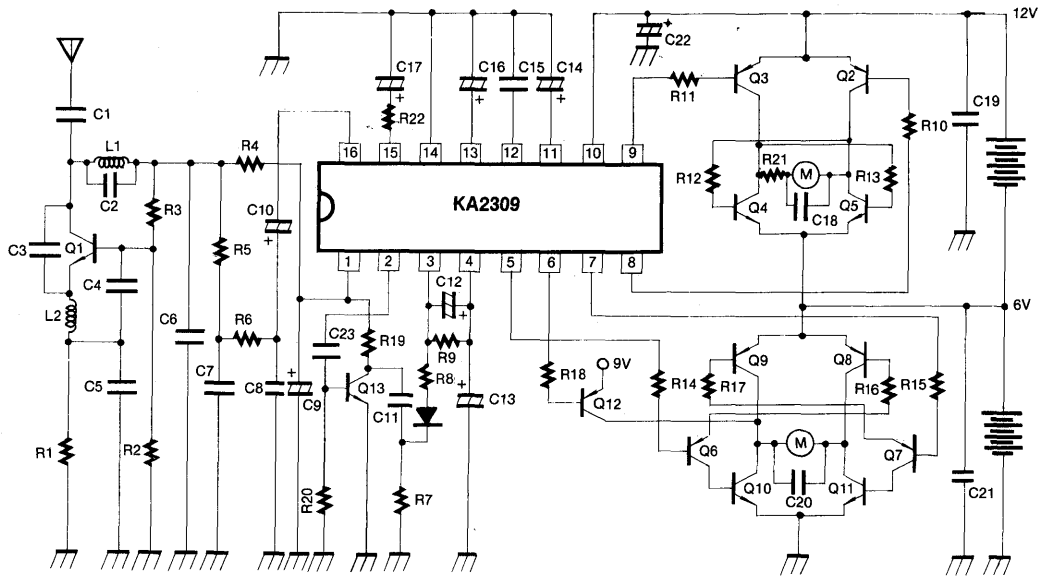 12V
C22
C17 C16 C15 C14
Q3 Q2
R11
C1
R22
C19
R10
L1
R4
16 15 14 13 12 11 10 9
C2
R21 M
R12 R13
R3
KA2309
C10
Q4 C18 Q5
C3 Q1
R5
C4
1 2 3 4 5 6 7 8
C12
L2
6V
C6
R6
C23 R19
R9
Q9 Q8
9V
R8
R18
R14 R17 R16 R15
C5 C7 C8 C9
Q13
C11
C13
Q12
R1 R2
M
Q6 Q7
Q10 Q11
C20
C21
R20
R7